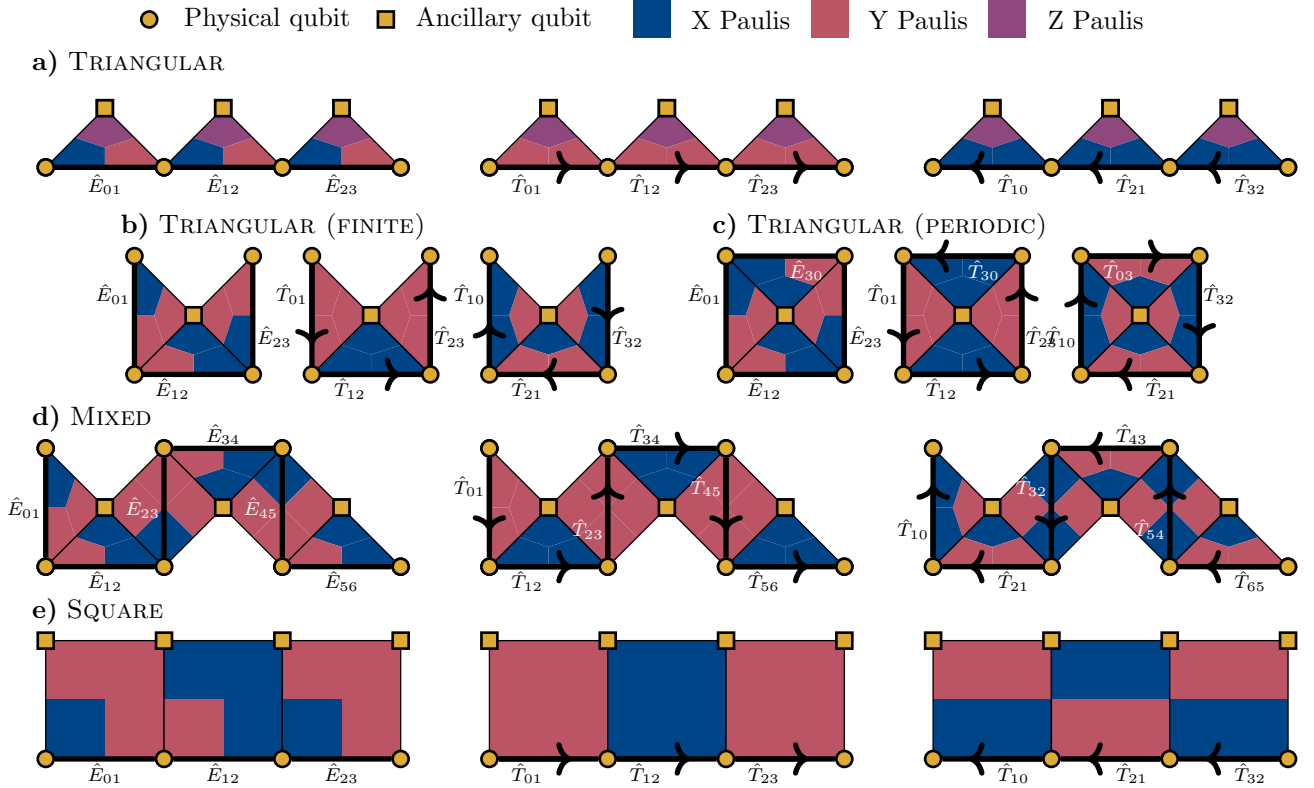 Physical qubit Ancillary qubit X Paulis Y Paulis Z Paulis
a) TRIANGULAR
Ê₀₁ Ê₁₂ Ê₂₃ T̂₀₁ T̂₁₂ T̂₂₃ T̂₁₀ T̂₂₁ T̂₃₂
b) TRIANGULAR (FINITE) c) TRIANGULAR (PERIODIC)
Ê₃₀ T̂₃₀ T̂₀₃
Ê₀₁ T̂₀₁ T̂₁₀ Ê₀₁ T̂₀₁ T̂₃₂
Ê₂₃ T̂₂₃ T̂₃₂ Ê₂₃ T̂₂₃ T̂₁₀
Ê₁₂ T̂₁₂ T̂₂₁ Ê₁₂ T̂₁₂ T̂₂₁
d) MIXED
Ê₃₄ T̂₃₄ T̂₄₃
T̂₀₁ T̂₄₅ T̂₃₂
Ê₀₁ Ê₂₃ Ê₄₅
T̂₂₃ T̂₁₀ T̂₅₄
Ê₁₂ Ê₅₆ T̂₁₂ T̂₅₆ T̂₂₁ T̂₆₅
e) SQUARE
Ê₀₁ Ê₁₂ Ê₂₃ T̂₀₁ T̂₁₂ T̂₂₃ T̂₁₀ T̂₂₁ T̂₃₂